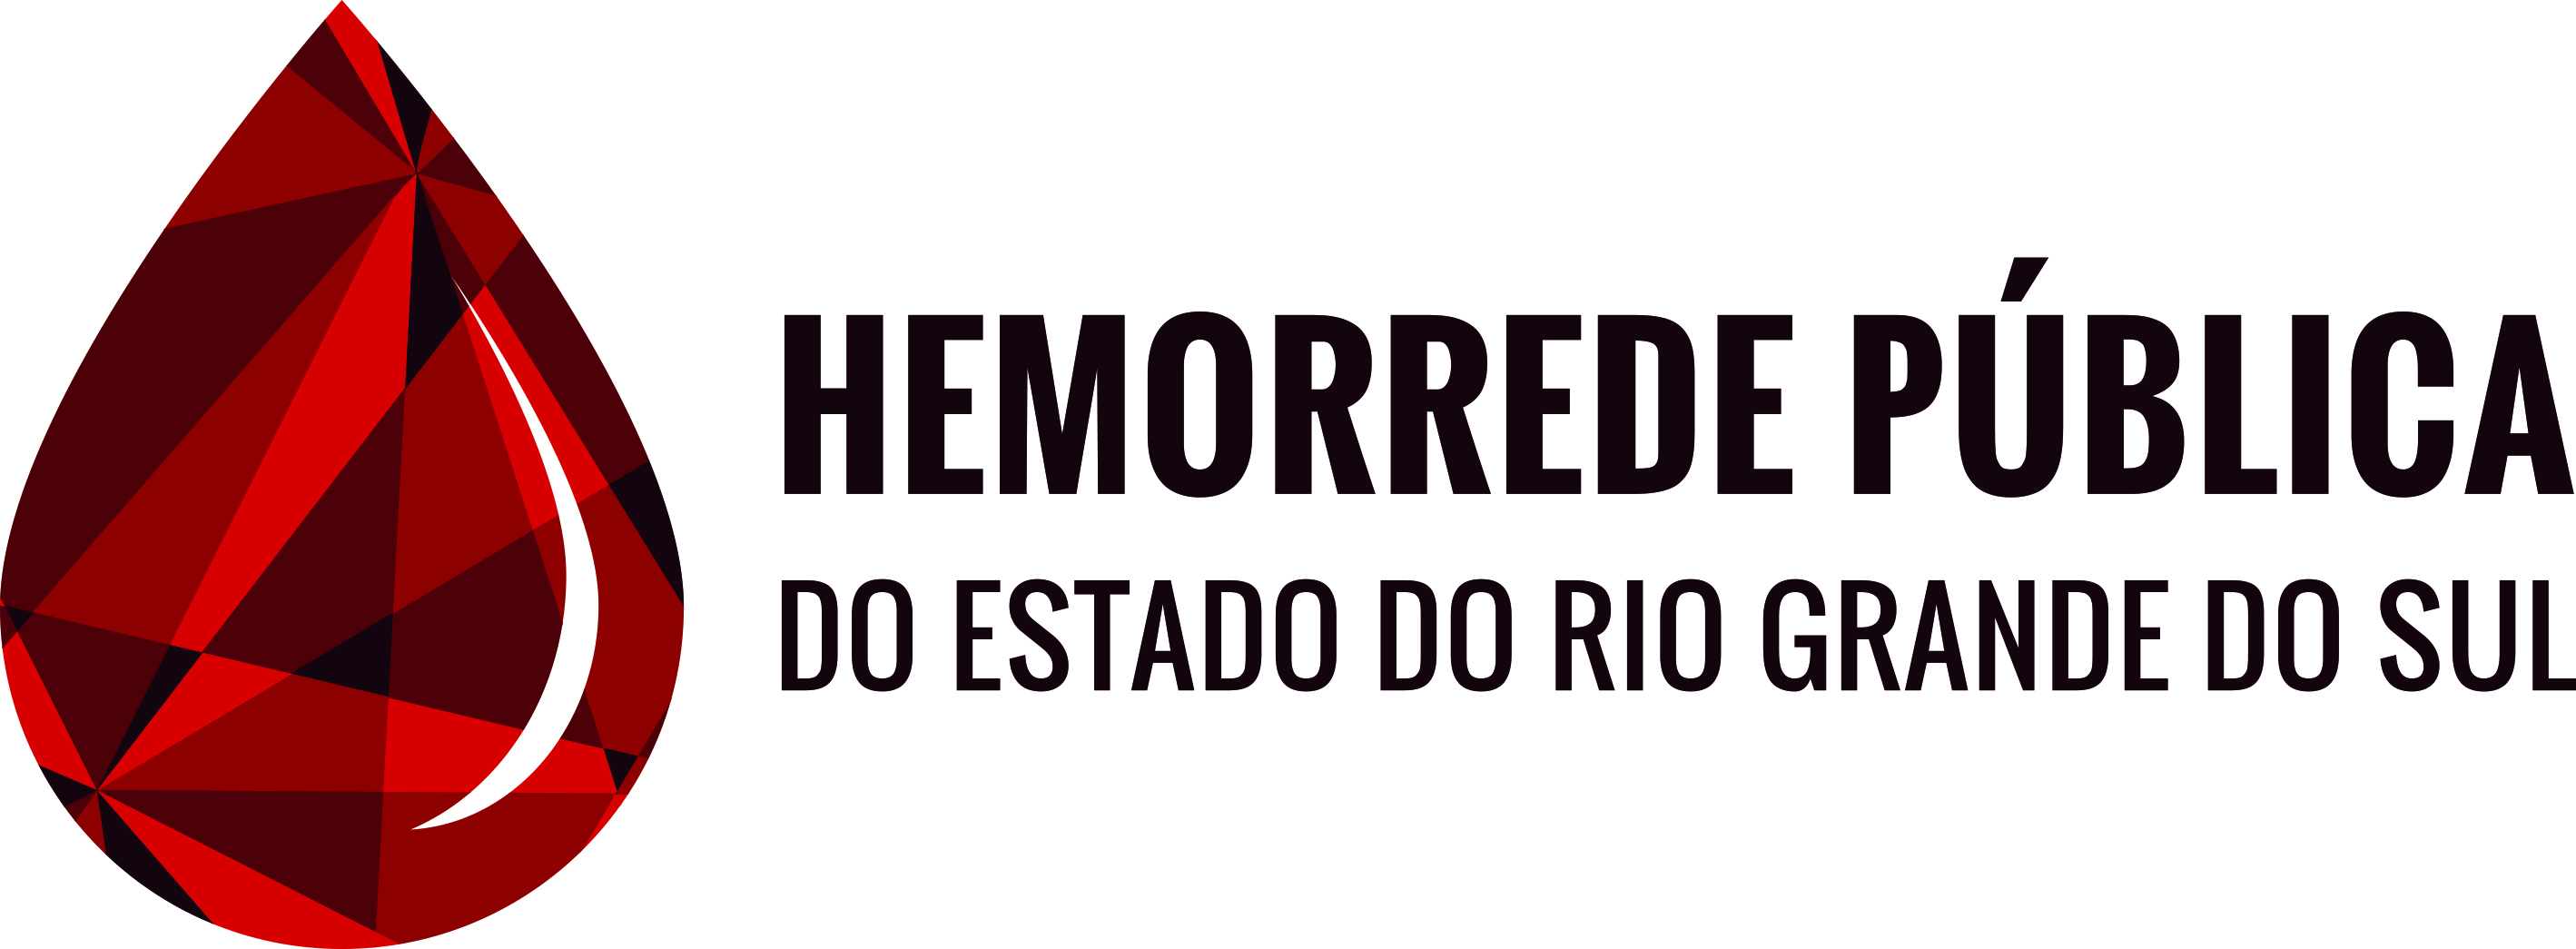 HEMORREDE PÚBLICA
DO ESTADO DO RIO GRANDE DO SUL